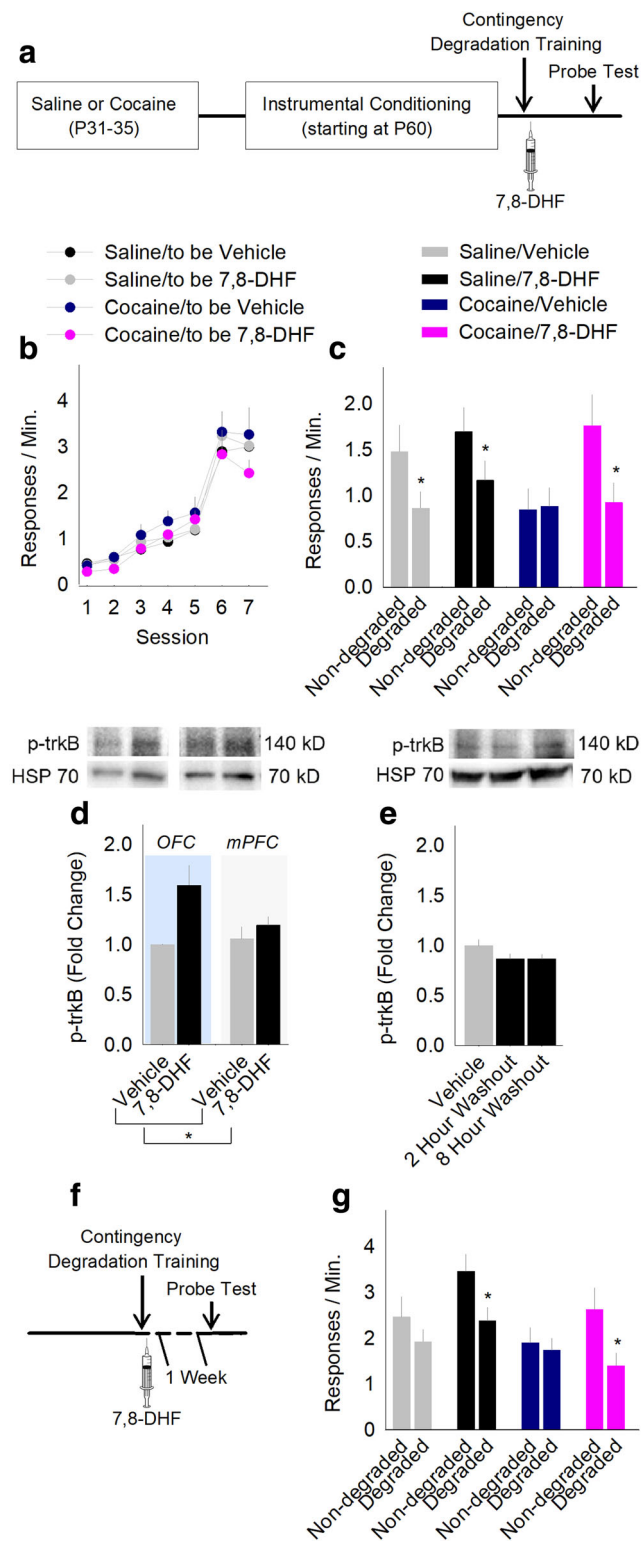 a
Contingency
Degradation Training
Probe Test
Saline or Cocaine
(P31-35)
Instrumental Conditioning
(starting at P60)
7,8-DHF
Saline/to be Vehicle
Saline/to be 7,8-DHF
Cocaine/to be Vehicle
Cocaine/to be 7,8-DHF
Saline/Vehicle
Saline/7,8-DHF
Cocaine/Vehicle
Cocaine/7,8-DHF
b
Responses / Min.
4
3
2
1
0
1 2 3 4 5 6 7
Session
c
Responses / Min.
2.0
1.5
1.0
0.5
0.0
* * *
Non-degraded
Degraded
Non-degraded
Degraded
Non-degraded
Degraded
Non-degraded
Degraded
p-trkB 140 kD
HSP 70 70 kD
p-trkB 140 kD
HSP 70 70 kD
d
p-trkB (Fold Change)
2.0
1.5
1.0
0.5
0.0
OFC mPFC
Vehicle
7,8-DHF
Vehicle
7,8-DHF
*
e
p-trkB (Fold Change)
2.0
1.5
1.0
0.5
0.0
Vehicle
2 Hour Washout
8 Hour Washout
f
Contingency
Degradation Training
Probe Test
1 Week
7,8-DHF
g
Responses / Min.
4
3
2
1
0
* *
Non-degraded
Degraded
Non-degraded
Degraded
Non-degraded
Degraded
Non-degraded
Degraded